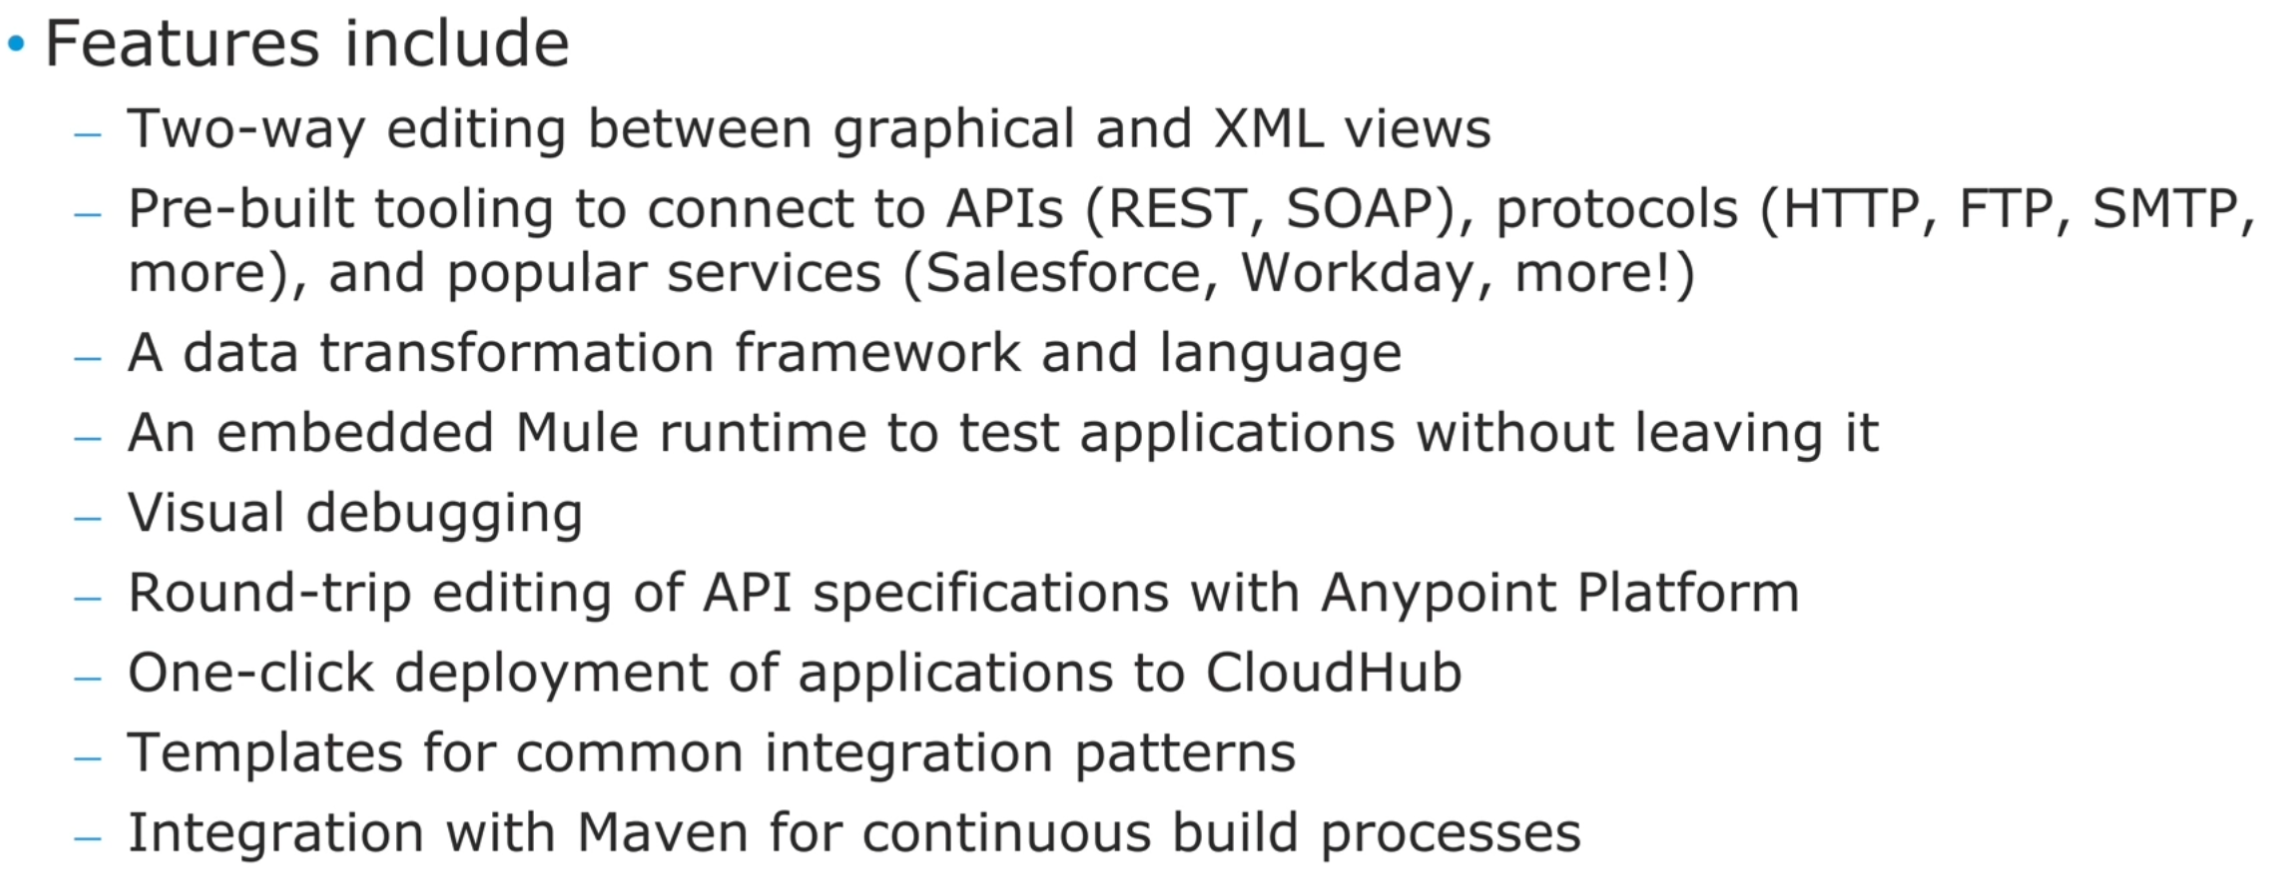 • Features include
– Two-way editing between graphical and XML views
– Pre-built tooling to connect to APIs (REST, SOAP), protocols (HTTP, FTP, SMTP,
more), and popular services (Salesforce, Workday, more!)
– A data transformation framework and language
– An embedded Mule runtime to test applications without leaving it
– Visual debugging
– Round-trip editing of API specifications with Anypoint Platform
– One-click deployment of applications to CloudHub
– Templates for common integration patterns
– Integration with Maven for continuous build processes